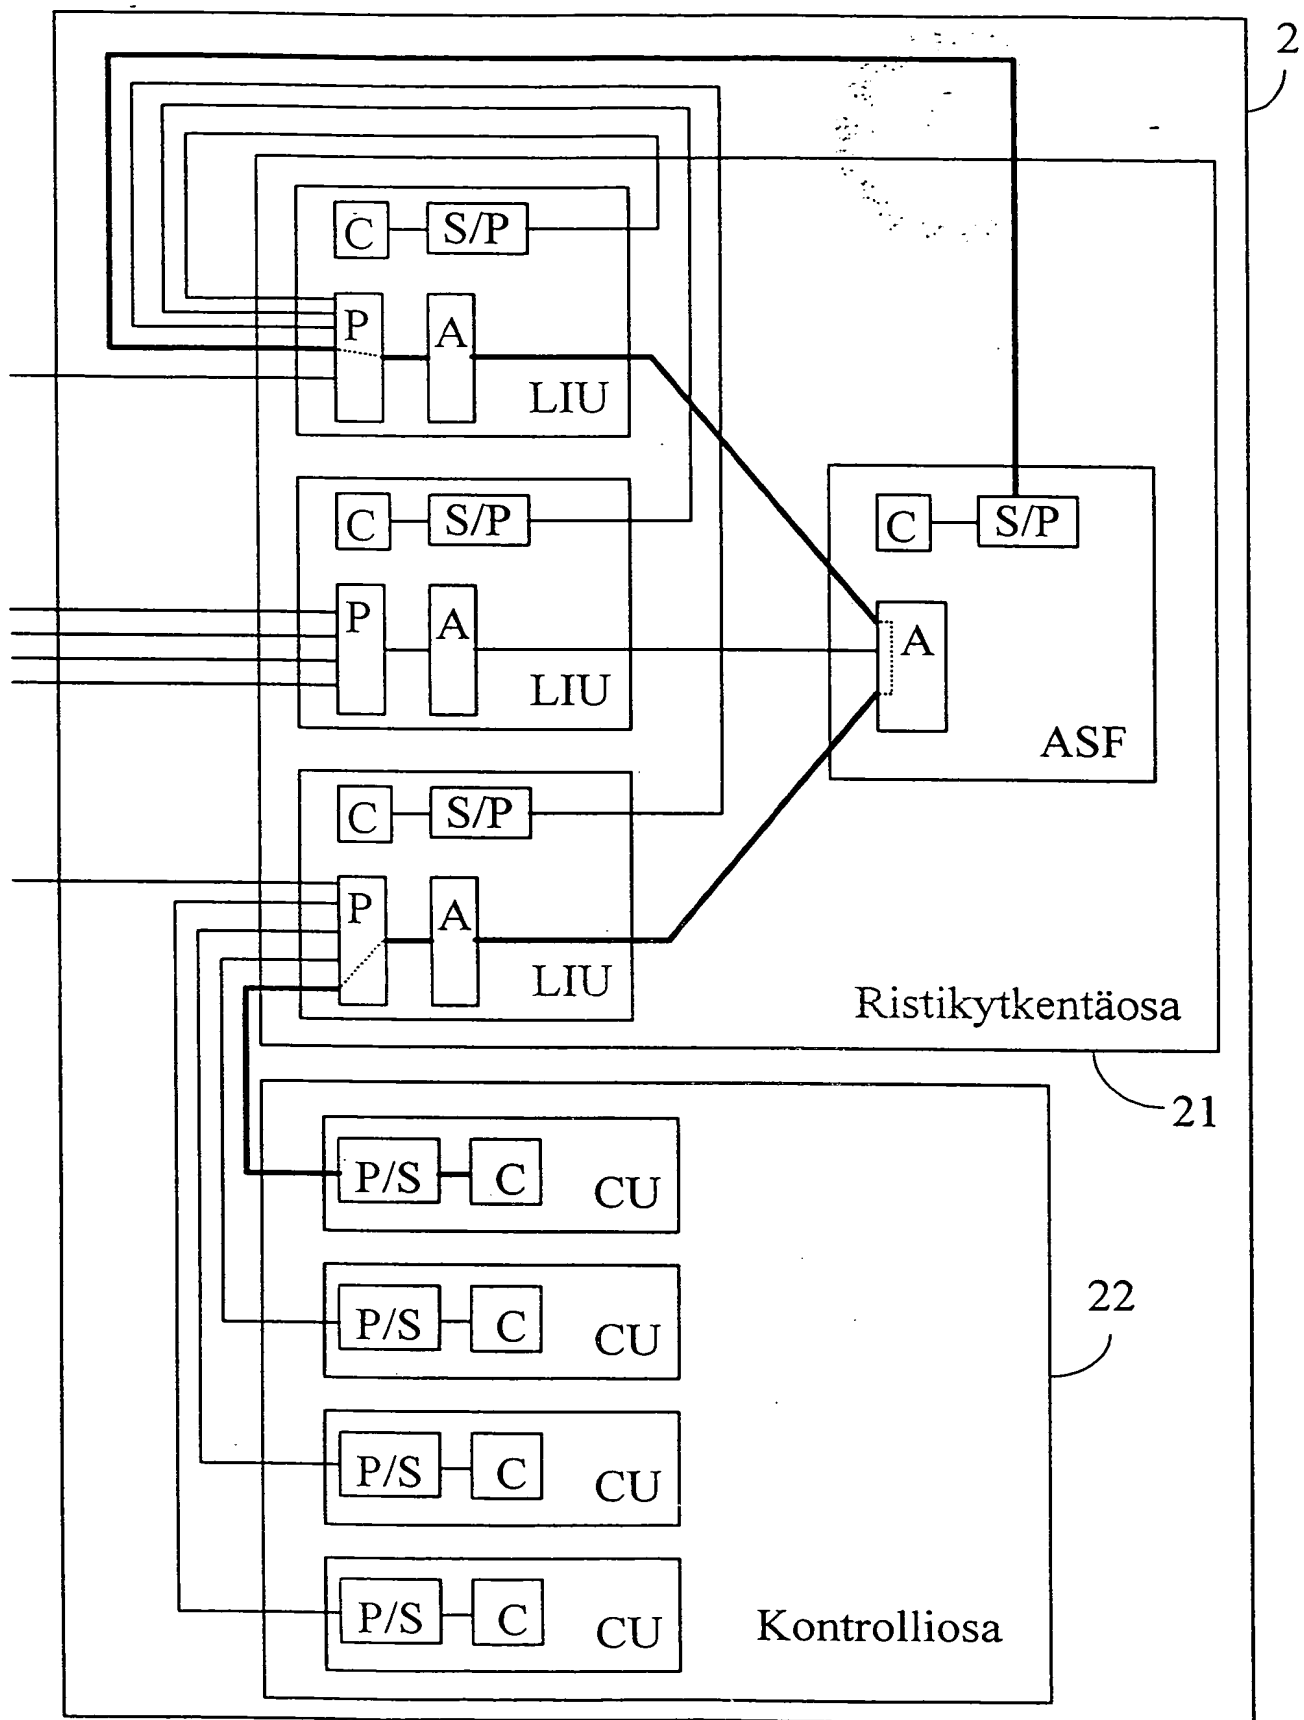 2
C S/P
P A
LIU
C S/P
P A
LIU
C S/P
A
ASF
C S/P
P A
LIU
Ristikytkentäosa
21
P/S C CU
22
P/S C CU
P/S C CU
P/S C CU
Kontrolliosa